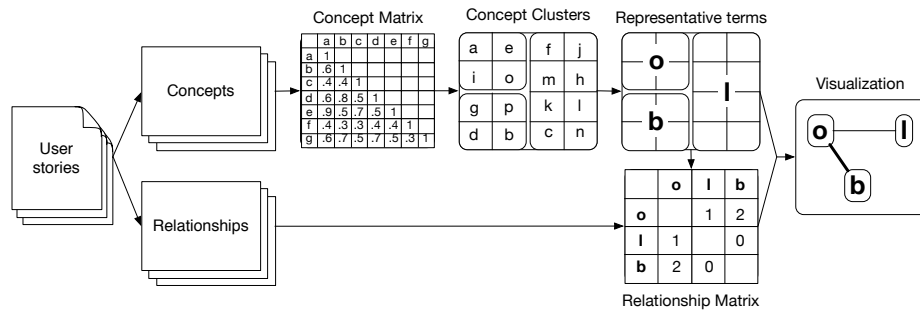 Concept Matrix
Concept Clusters
Representative terms
Visualization
User
stories
Concepts
Relationships
a b c d e f g
a 1
b .6 1
c .4 .4 1
d .6 .8 .5 1
e .9 .5 .7 .5 1
f .4 .3 .3 .4 .4 1
g .6 .7 .5 .7 .5 .3 1
a e f j
i o m h
g p k l
d b c n
o
l
b
o l b
o 1 2
l 1 0
b 2 0
Relationship Matrix
o l
b